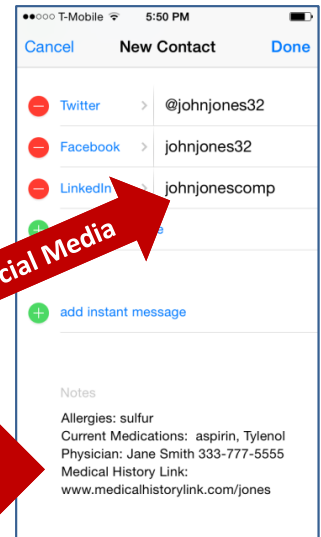 T-Mobile 5:50 PM
Cancel New Contact Done
Twitter > @johnjones32
Facebook > johnjones32
LinkedIn > johnjonescomp
cial Media
add instant message
Notes
Allergies: sulfur
Current Medications: aspirin, Tylenol
Physician: Jane Smith 333-777-5555
Medical History Link:
www.medicalhistorylink.com/jones